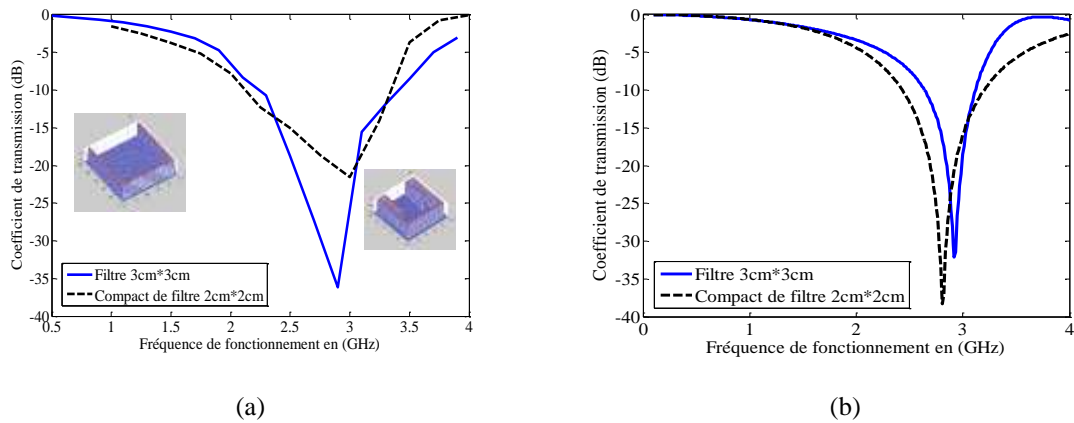 0
-5
-10
-15
-20
-25
-30
-35
-40
Coefficient de transmission (dB)
Filtre 3cm*3cm
Compact de filtre 2cm*2cm
0.5 1 1.5 2 2.5 3 3.5 4
Fréquence de fonctionnement en (GHz)
(a)
0
-5
-10
-15
-20
-25
-30
-35
-40
Coefficient de transmission (dB)
Filtre 3cm*3cm
Compact de filtre 2cm*2cm
0 1 2 3 4
Fréquence de fonctionnement en (GHz)
(b)